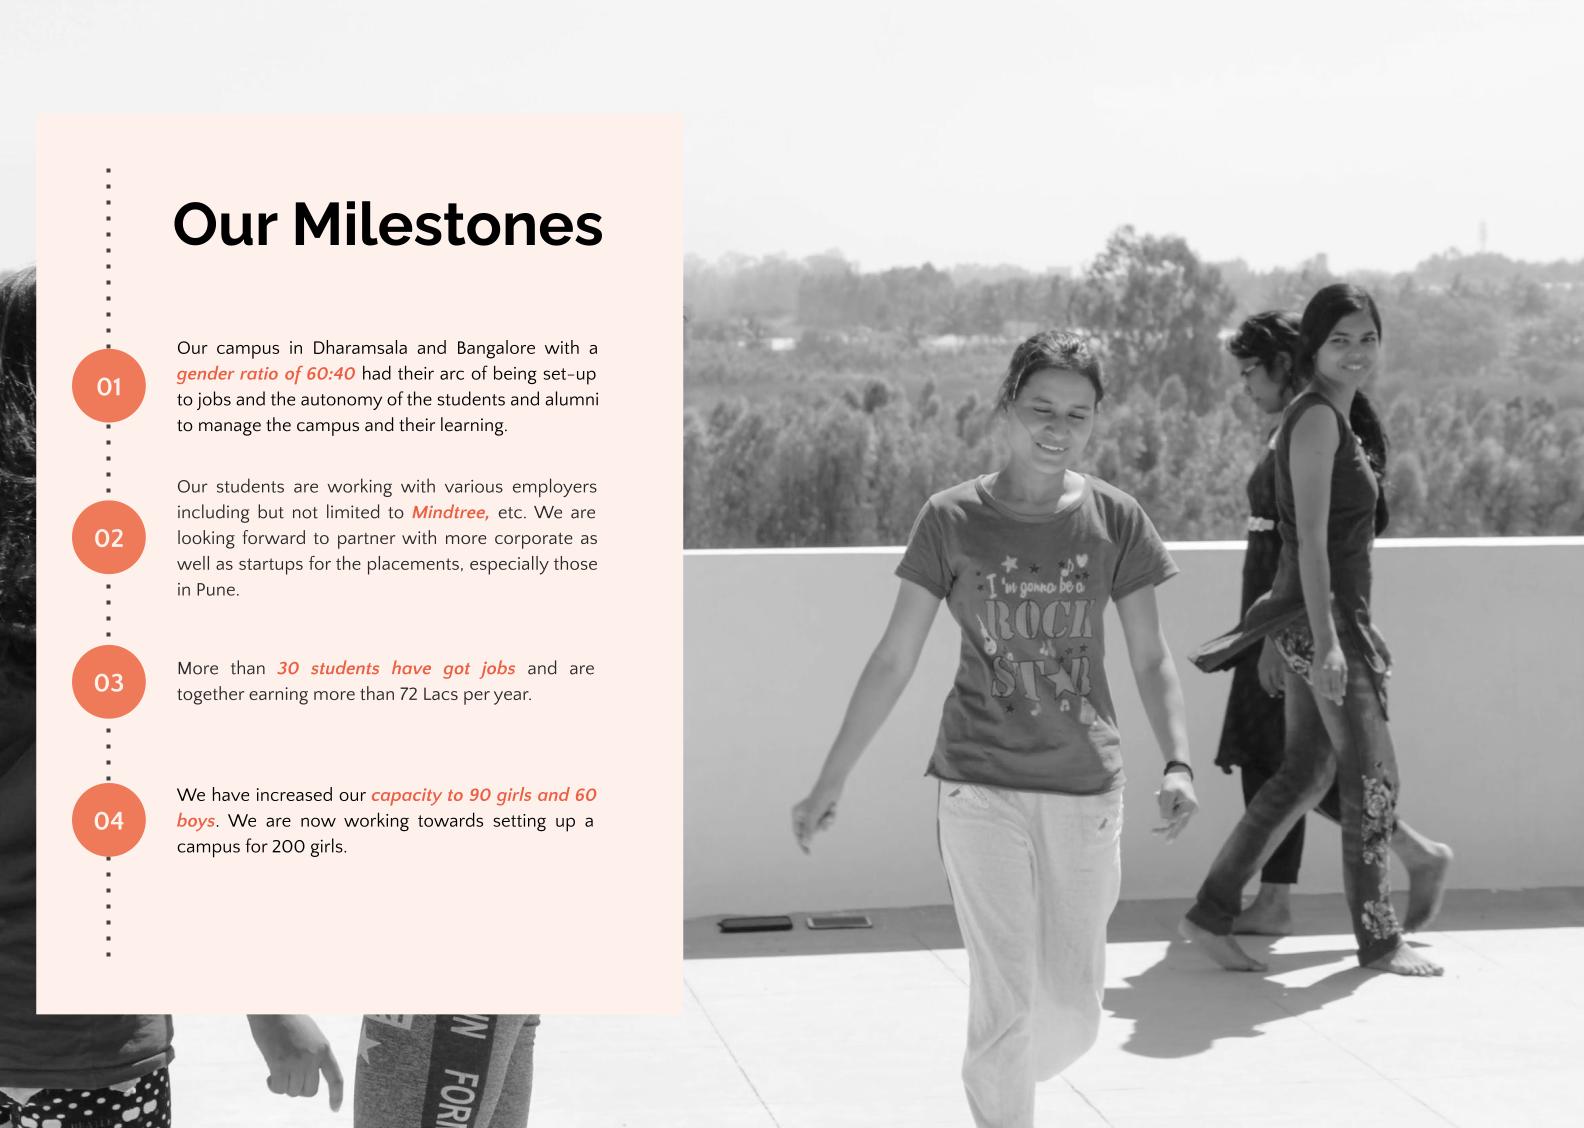 Our Milestones
01
Our campus in Dharamsala and Bangalore with a
gender ratio of 60:40 had their arc of being set-up
to jobs and the autonomy of the students and alumni
to manage the campus and their learning.
02
Our students are working with various employers
including but not limited to Mindtree, etc. We are
looking forward to partner with more corporate as
well as startups for the placements, especially those
in Pune.
03
More than 30 students have got jobs and are
together earning more than 72 Lacs per year.
04
We have increased our capacity to 90 girls and 60
boys. We are now working towards setting up a
campus for 200 girls.
I'm gonna be a
ROCK
STAR